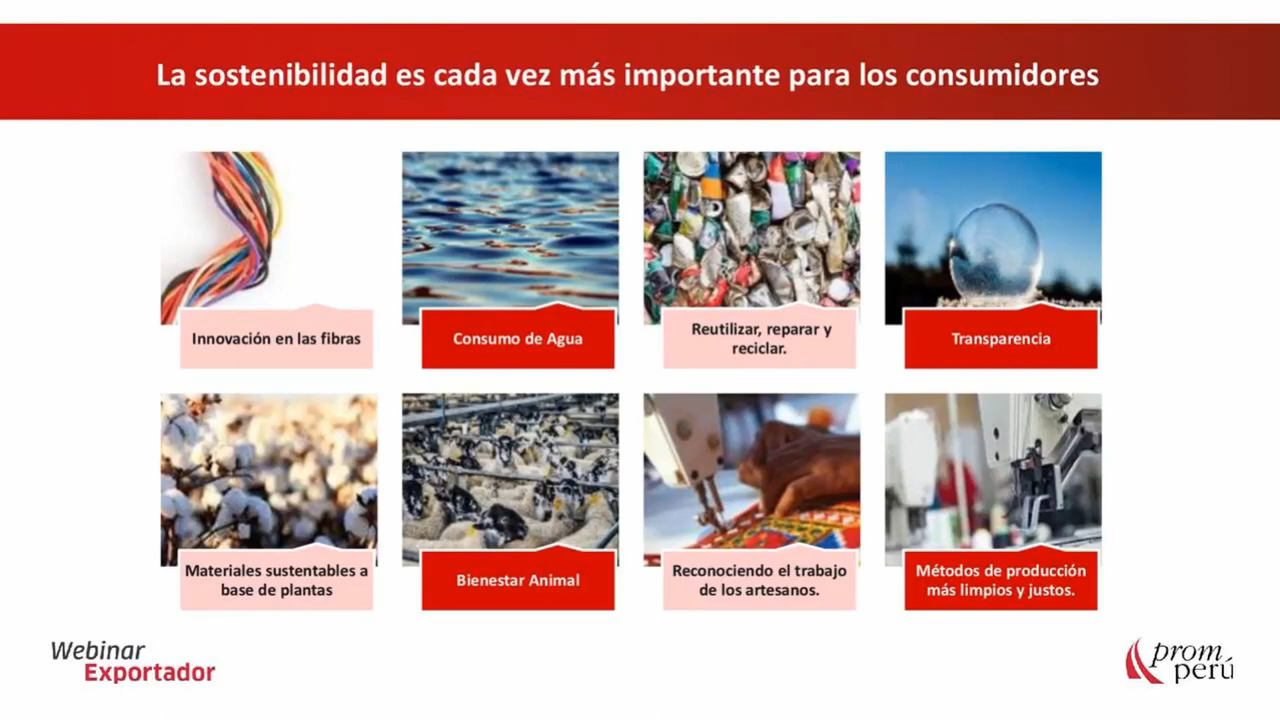 La sostenibilidad es cada vez más importante para los consumidores
Innovación en las fibras
Consumo de Agua
Reutilizar, reparar y
reciclar.
Transparencia
Materiales sustentables a
base de plantas
Bienestar Animal
Reconociendo el trabajo
de los artesanos.
Métodos de producción
más limpios y justos.
Webinar
Exportador
prom
perú